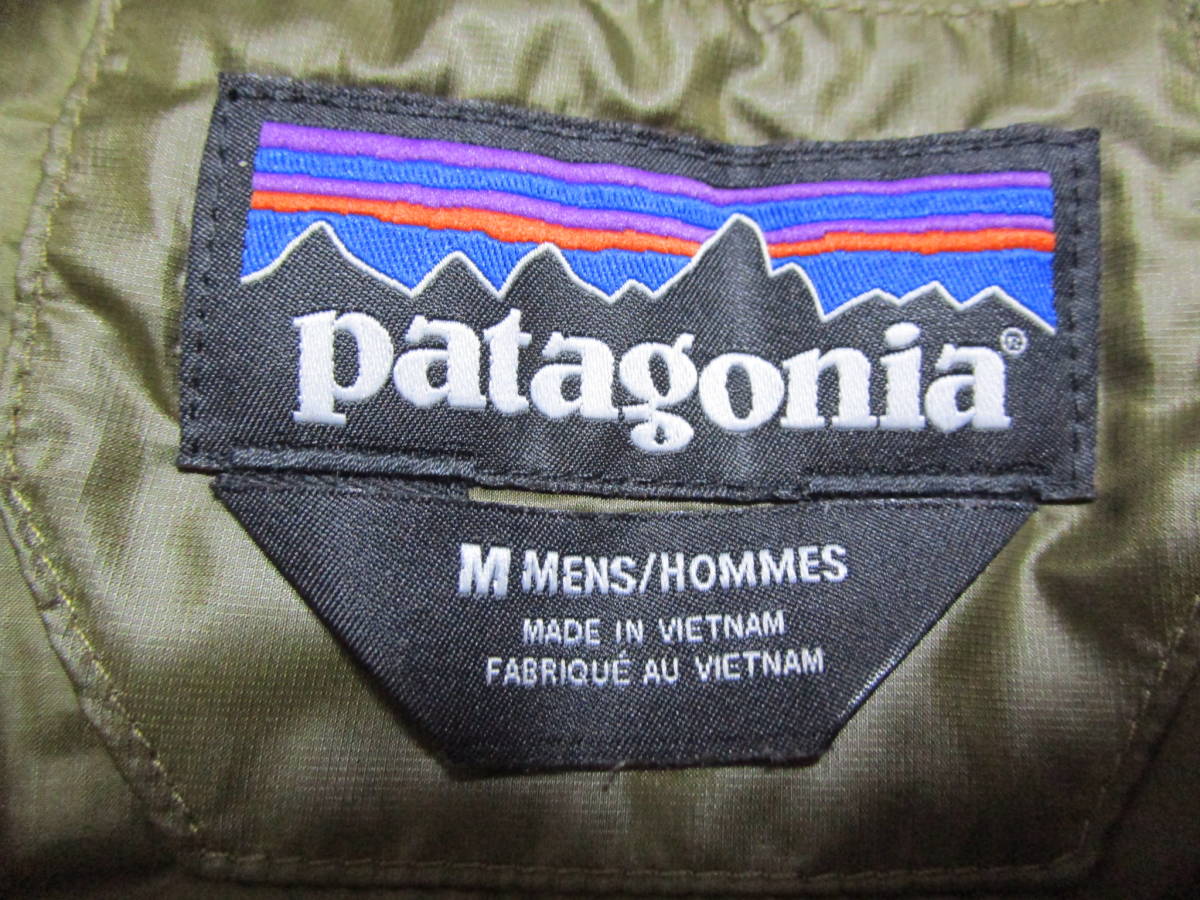 patagonia®
M MENS/HOMMES
MADE IN VIETNAM
FABRIQUÉ AU VIETNAM